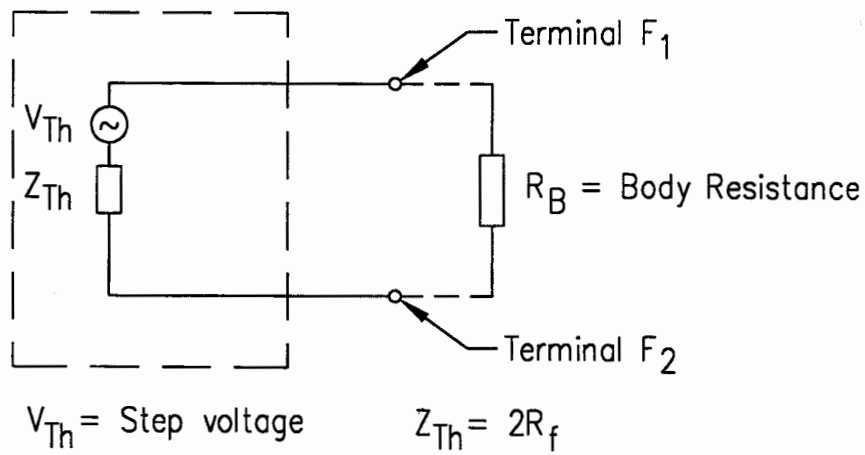 Terminal F1
VTh
ZTh
RB = Body Resistance
Terminal F2
VTh = Step voltage
ZTh = 2Rf